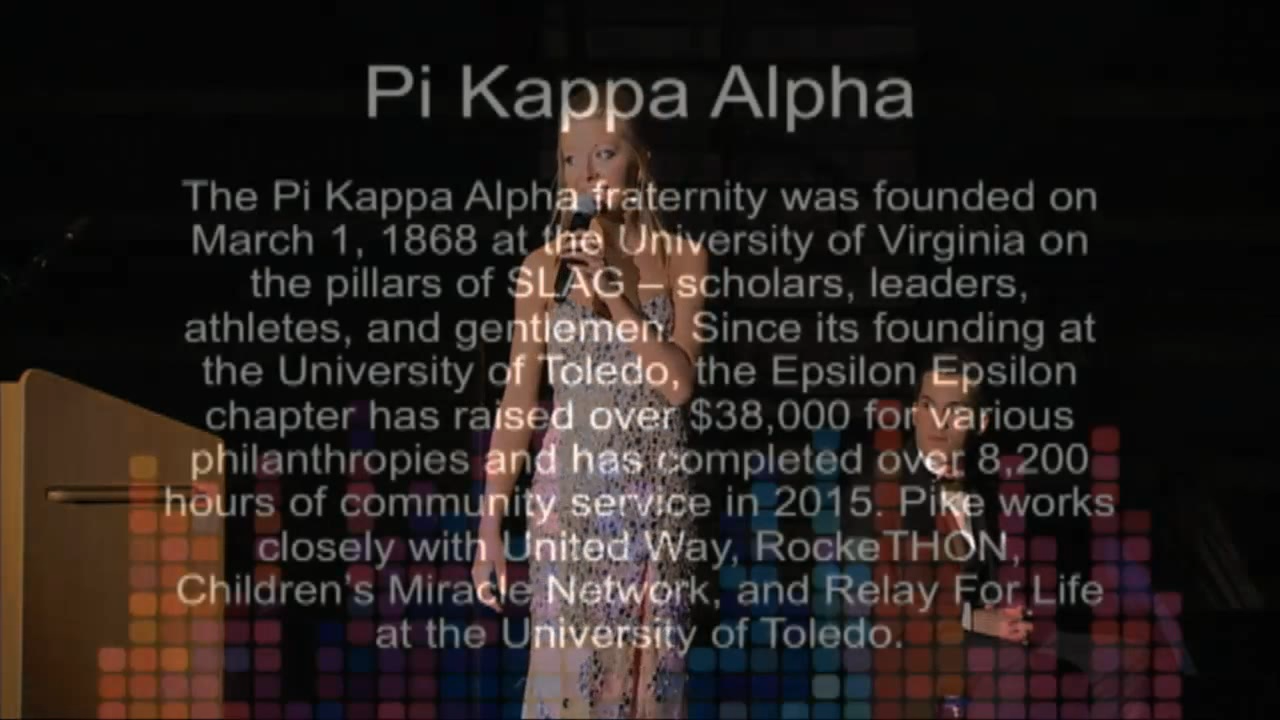 Pi Kappa Alpha
The Pi Kappa Alpha fraternity was founded on
March 1, 1868 at the University of Virginia on
the pillars of SLAG – scholars, leaders,
athletes, and gentlemen. Since its founding at
the University of Toledo, the Epsilon Epsilon
chapter has raised over $38,000 for various
philanthropies and has completed over 8,200
hours of community service in 2015. Pike works
closely with United Way, RockeTHON,
Children's Miracle Network, and Relay For Life
at the University of Toledo.